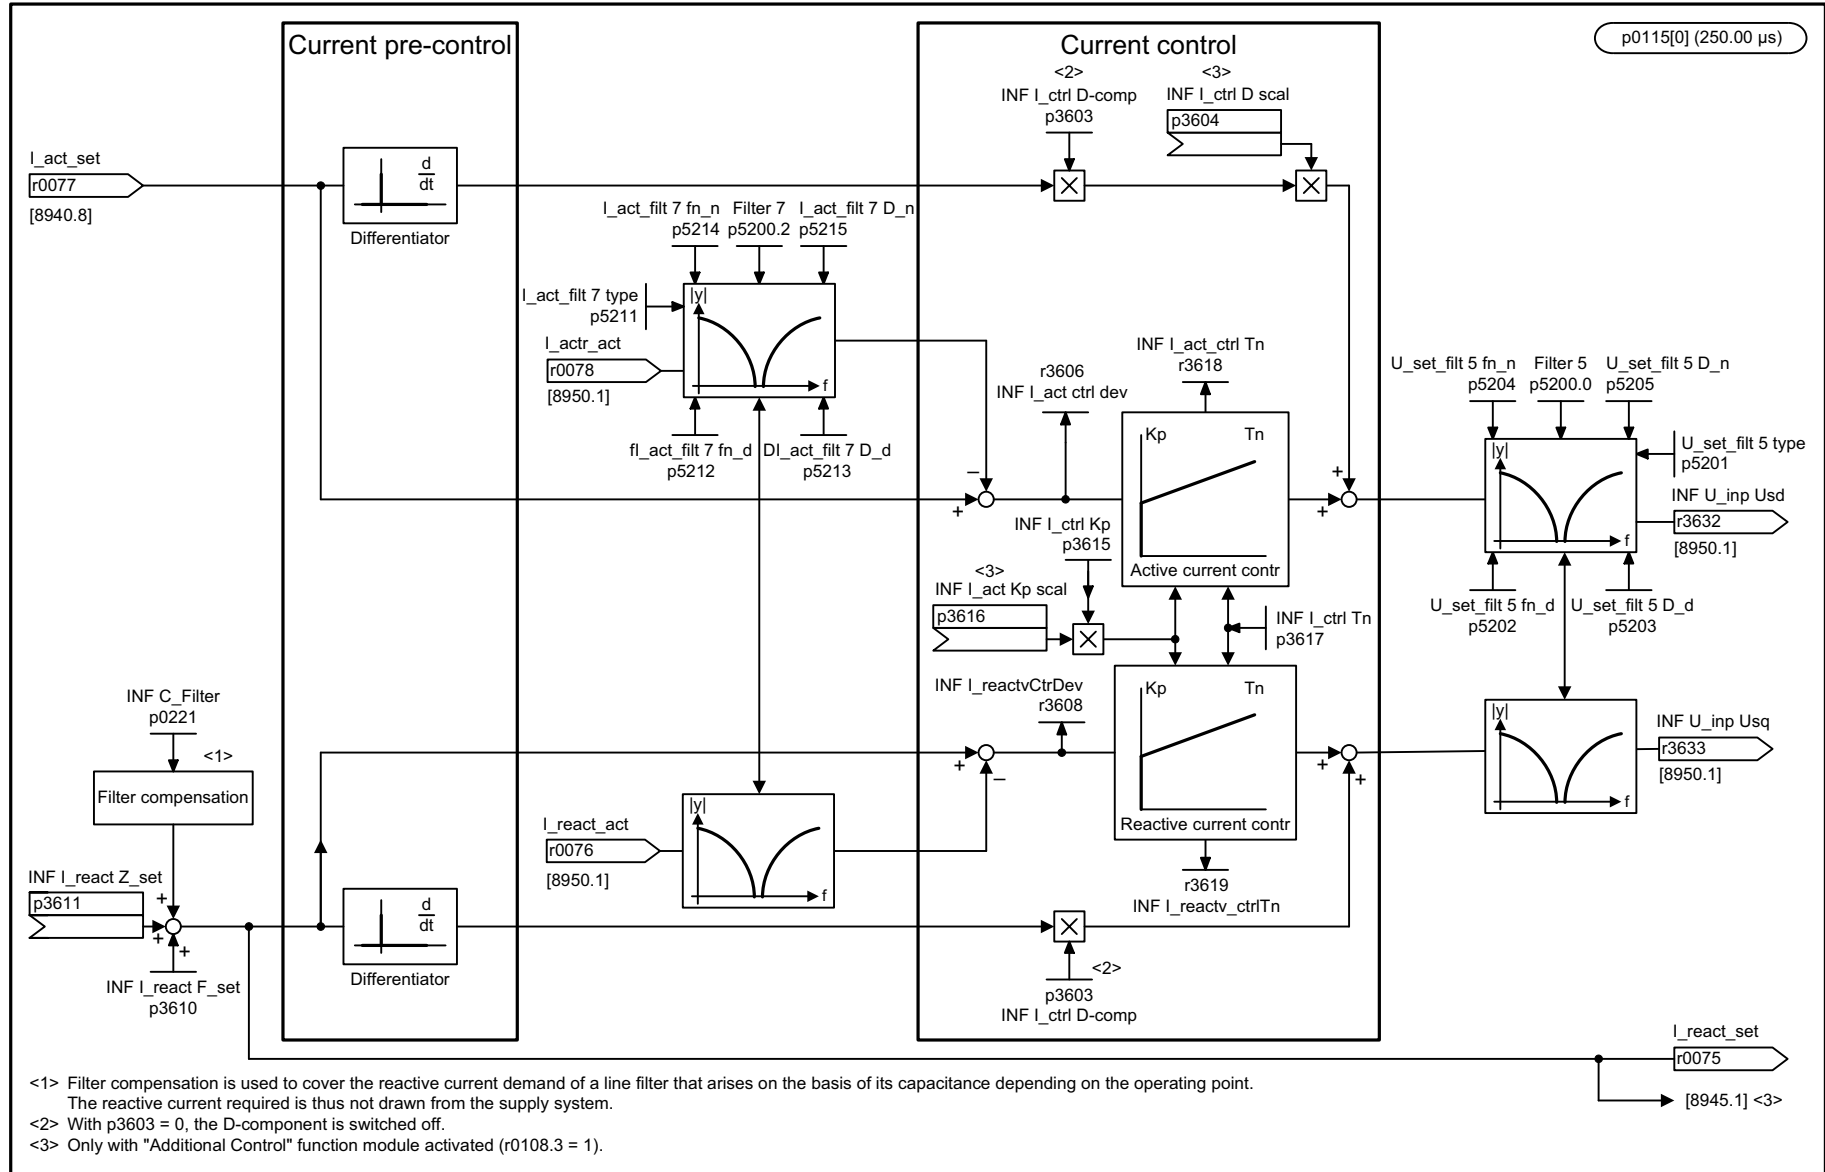 Current pre-control
Current control
p0115[0] (250.00 µs)
<2>
INF I_ctrl D-comp
p3603
<3>
INF I_ctrl D scal
p3604
I_act_set
r0077
[8940.8]
d
dt
Differentiator
I_act_filt 7 fn_n
p5214
Filter 7
p5200.2
I_act_filt 7 D_n
p5215
I_act_filt 7 type
p5211
|y|
f
I_actr_act
r0078
[8950.1]
fI_act_filt 7 fn_d
p5212
DI_act_filt 7 D_d
p5213
r3606
INF I_act ctrl dev
INF I_act_ctrl Tn
r3618
Kp
Tn
Active current contr
–
+
+
+
U_set_filt 5 fn_n
p5204
Filter 5
p5200.0
U_set_filt 5 D_n
p5205
|y|
f
U_set_filt 5 type
p5201
INF U_inp Usd
r3632
[8950.1]
U_set_filt 5 fn_d
p5202
U_set_filt 5 D_d
p5203
INF I_ctrl Kp
p3615
<3>
INF I_act Kp scal
p3616
INF I_ctrl Tn
p3617
INF I_reactvCtrDev
r3608
Kp
Tn
Reactive current contr
+
–
+
+
|y|
f
INF U_inp Usq
r3633
[8950.1]
INF C_Filter
p0221
<1>
Filter compensation
I_react_act
r0076
[8950.1]
|y|
f
r3619
INF I_reactv_ctrlTn
INF I_react Z_set
p3611
+
+
+
INF I_react F_set
p3610
d
dt
Differentiator
<2>
p3603
INF I_ctrl D-comp
I_react_set
r0075
[8945.1] <3>
<1> Filter compensation is used to cover the reactive current demand of a line filter that arises on the basis of its capacitance depending on the operating point.
The reactive current required is thus not drawn from the supply system.
<2> With p3603 = 0, the D-component is switched off.
<3> Only with "Additional Control" function module activated (r0108.3 = 1).